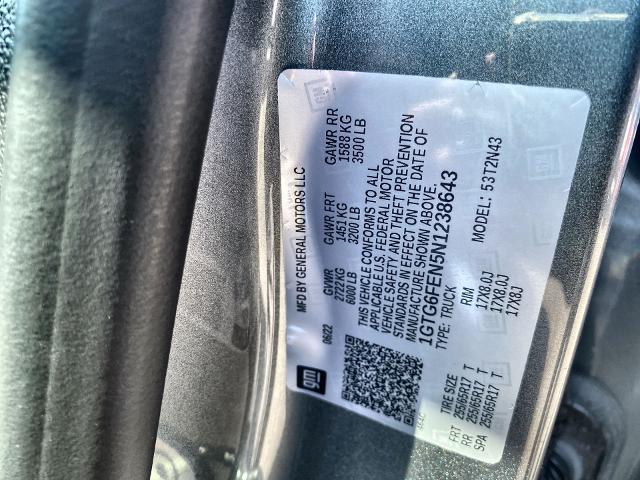 MFD BY GENERAL MOTORS LLC
06/22 GVWR GAWR FRT GAWR RR
2722KG 1451 KG 1588 KG
6000 LB 3200 LB 3500 LB
THIS VEHICLE CONFORMS TO ALL
APPLICABLE U.S. FEDERAL MOTOR
VEHICLE SAFETY AND THEFT PREVENTION
STANDARDS IN EFFECT ON THE DATE OF
MANUFACTURE SHOWN ABOVE.
1GTG6FEN5N1238643
TYPE: TRUCK MODEL: 53T2N43
TIRE SIZE RIM
FRT 255/65R17 T 17X8.0J
RR 255/65R17 T 17X8.0J
SPA 255/65R17 T 17X8J
gm